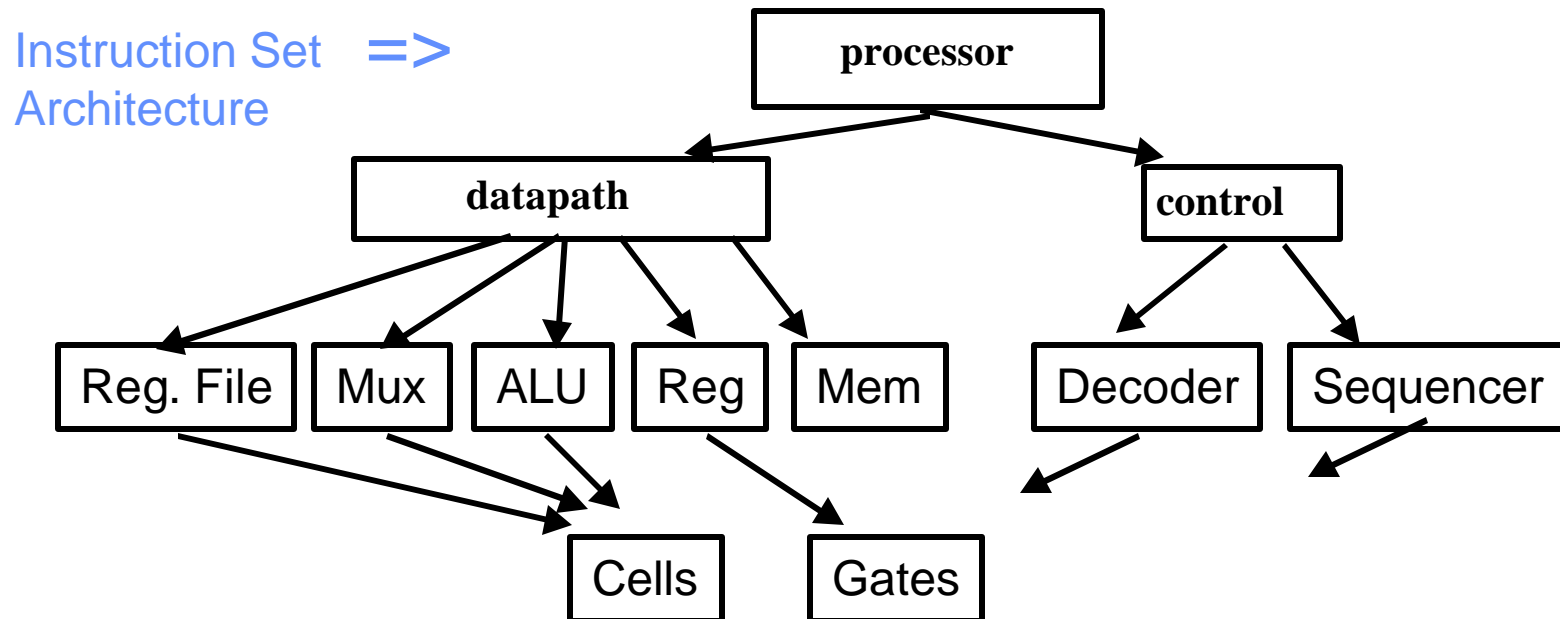 Instruction Set =>
Architecture
processor
datapath
control
Reg. File
Mux
ALU
Reg
Mem
Decoder
Sequencer
Cells
Gates